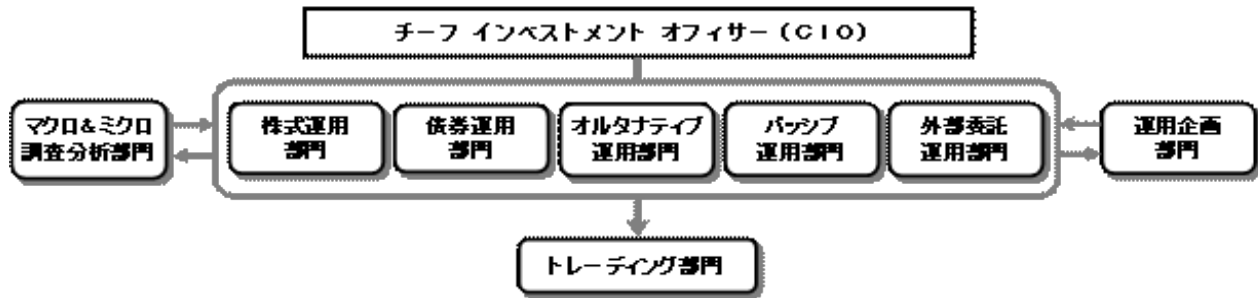 チーフ インベストメント オフィサー（CIO）
マクロ＆ミクロ
調査分析部門
株式運用
部門
債券運用
部門
オルタナティブ
運用部門
パッシブ
運用部門
外部委託
運用部門
運用企画
部門
トレーディング部門